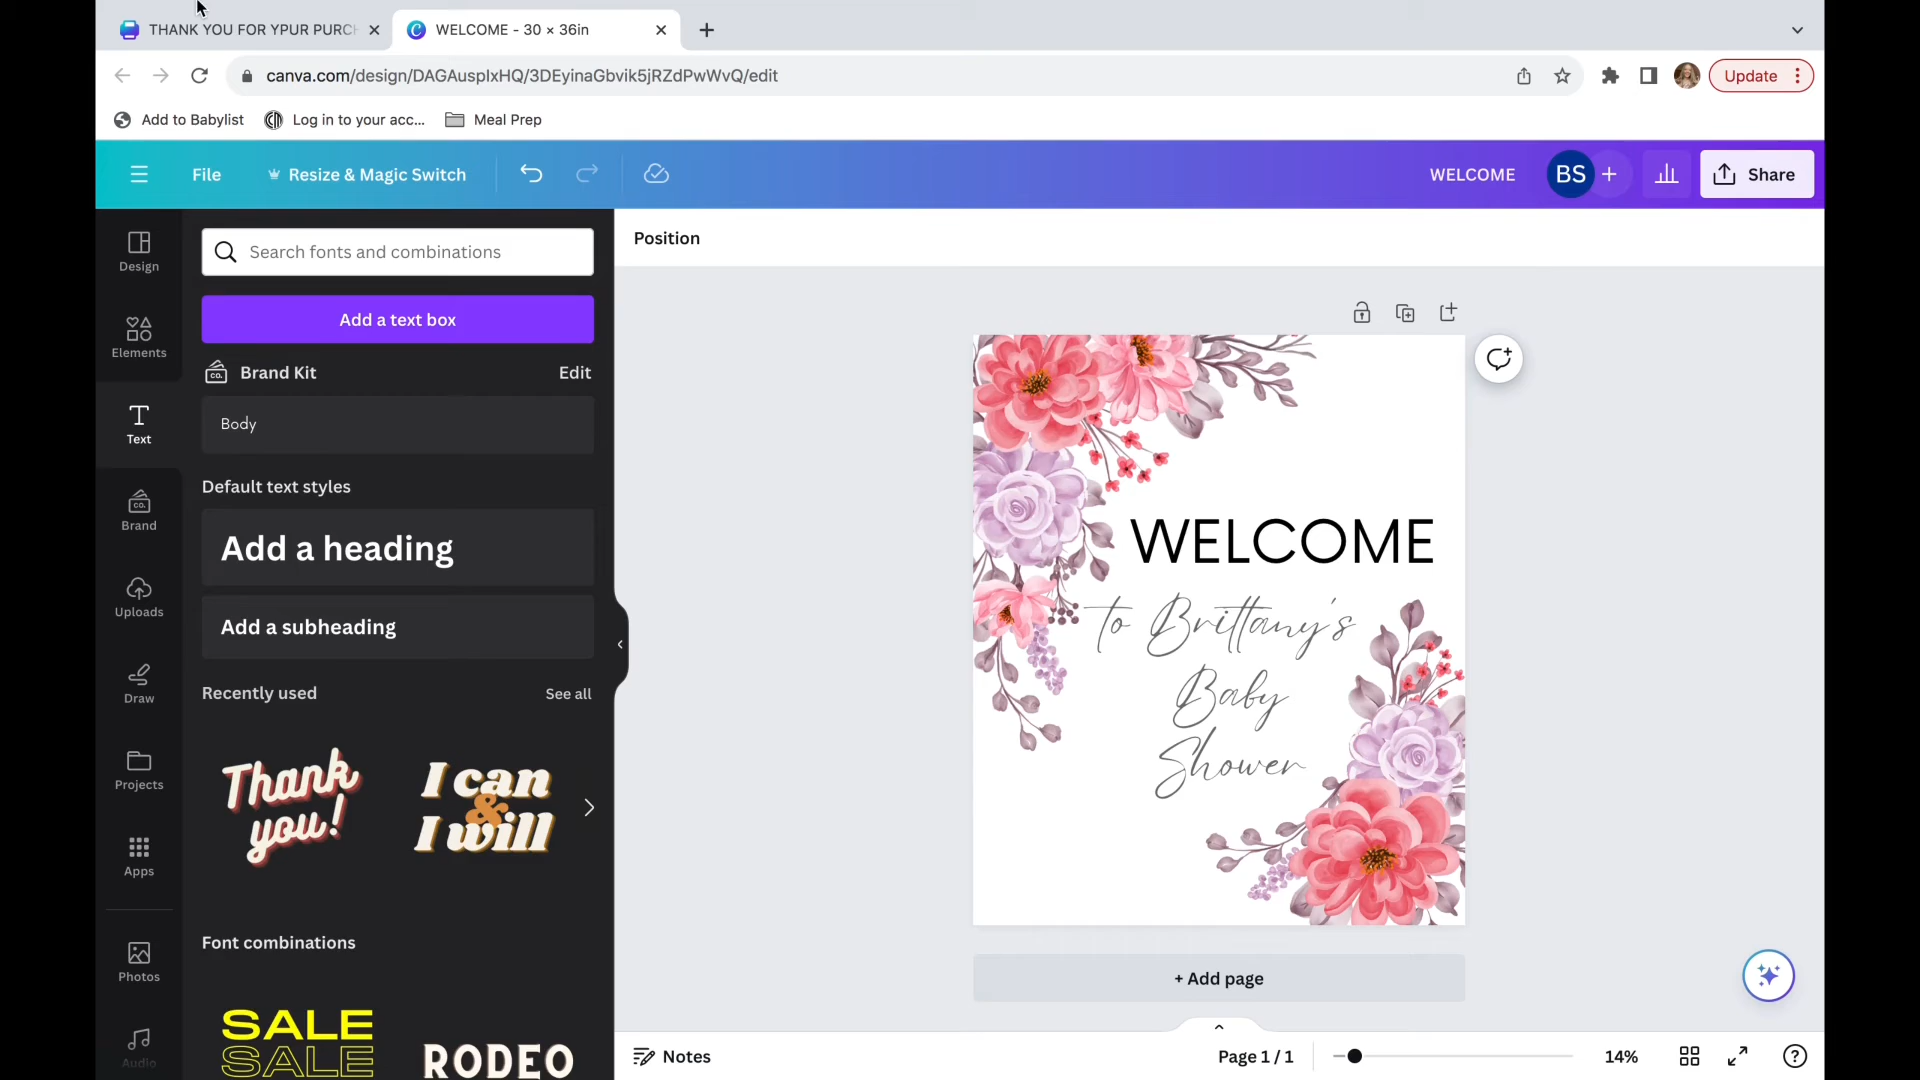 THANK YOU FOR YPUR PURCH
WELCOME - 30 × 36in
canva.com/design/DAGAuspIxHQ/3DEyinaGbvik5jRZdPwWvQ/edit
Update
Add to Babylist
Log in to your acc...
Meal Prep
File
Resize & Magic Switch
WELCOME
BS
Share
Design
Elements
Text
Brand
Uploads
Draw
Projects
Apps
Photos
Audio
Search fonts and combinations
Add a text box
CO.
Brand Kit
Edit
Body
Default text styles
Add a heading
Add a subheading
Recently used
See all
Thank
you!
I can
&
I will
Font combinations
SALE
SALE
RODEO
Position
WELCOME
to Brittany's
Baby
Shower
+ Add page
Notes
Page 1 / 1
14%